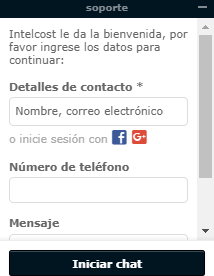 soporte
Intelcost le da la bienvenida, por
favor ingrese los datos para
continuar:
Detalles de contacto *
Nombre, correo electrónico
o inicie sesión con
Número de teléfono
Mensaje
Iniciar chat